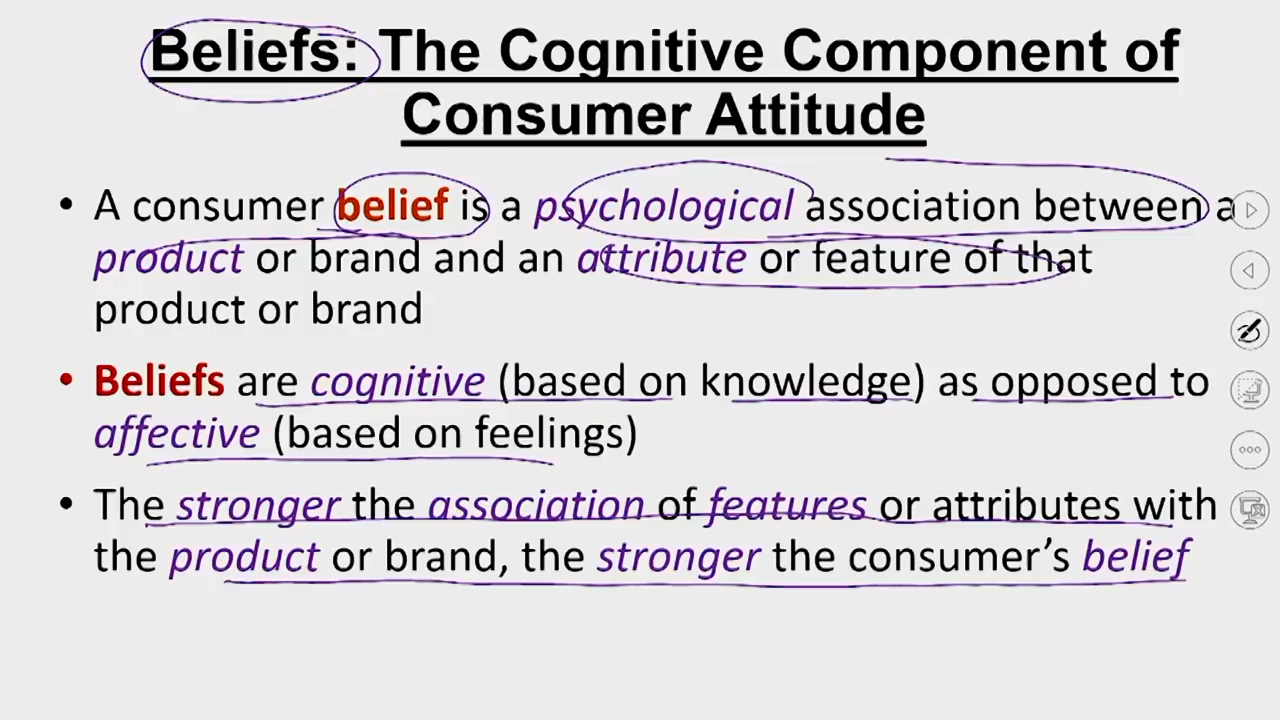 Beliefs: The Cognitive Component of
Consumer Attitude
• A consumer belief is a psychological association between a
product or brand and an attribute or feature of that
product or brand
• Beliefs are cognitive (based on knowledge) as opposed to
affective (based on feelings)
• The stronger the association of features or attributes with
the product or brand, the stronger the consumer’s belief